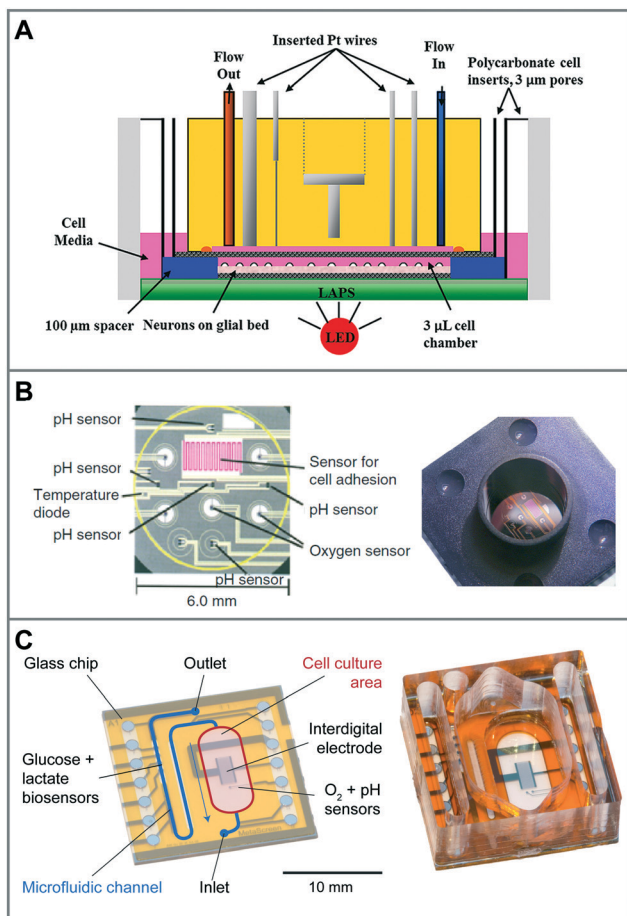 A
Flow
Out
Inserted Pt wires
Flow
In
Polycarbonate cell
inserts, 3 µm pores
Cell
Media
100 µm spacer
Neurons on glial bed
LAPS
LED
3 µL cell
chamber
B
pH sensor
pH sensor
Temperature
diode
pH sensor
Sensor for
cell adhesion
pH sensor
Oxygen sensor
pH sensor
6.0 mm
C
Glass chip
Outlet
Cell culture
area
Glucose +
lactate
biosensors
Interdigital
electrode
O₂ + pH
sensors
Microfluidic channel
Inlet
10 mm